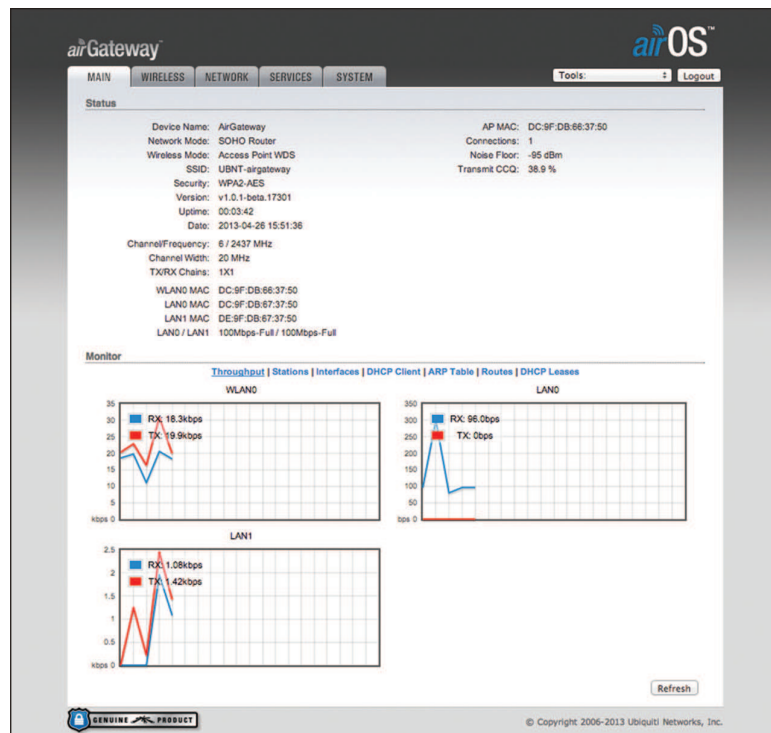 airGateway™
airOS™
MAIN WIRELESS NETWORK SERVICES SYSTEM
Tools: Logout
Status
Device Name: AirGateway
Network Mode: SOHO Router
Wireless Mode: Access Point WDS
SSID: UBNT-airgateway
Security: WPA2-AES
Version: v1.0.1-beta.17301
Uptime: 00:03:42
Date: 2013-04-26 15:51:36
AP MAC: DC:9F:DB:66:37:50
Connections: 1
Noise Floor: -95 dBm
Transmit CCQ: 38.9 %
Channel/Frequency: 6 / 2437 MHz
Channel Width: 20 MHz
TX/RX Chains: 1X1
WLAN0 MAC DC:9F:DB:66:37:50
LAN0 MAC DC:9F:DB:67:37:50
LAN1 MAC DE:9F:DB:67:37:50
LAN0 / LAN1 100Mbps-Full / 100Mbps-Full
Monitor
Throughput | Stations | Interfaces | DHCP Client | ARP Table | Routes | DHCP Leases
WLAN0
35
30
25
20
15
10
5
kbps 0
RX: 18.3kbps
TX: 19.9kbps
LAN0
350
300
250
200
150
100
50
bps 0
RX: 96.0bps
TX: 0bps
LAN1
2.5
2
1.5
1
0.5
kbps 0
RX: 1.08kbps
TX: 1.42kbps
Refresh
GENUINE PRODUCT
© Copyright 2006-2013 Ubiquiti Networks, Inc.